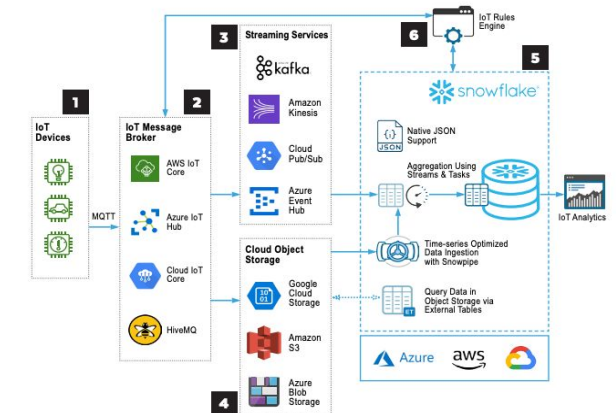 1
IoT
Devices
MQTT
2
IoT Message
Broker
AWS IoT
Core
Azure IoT
Hub
Cloud IoT
Core
HiveMQ
3
Streaming Services
kafka
Amazon
Kinesis
Cloud
Pub/Sub
Azure
Event
Hub
4
Cloud Object
Storage
10
01
Google
Cloud
Storage
Amazon
S3
Azure
Blob
Storage
6
IoT Rules
Engine
5
snowflake®
{i}
JSON
Native JSON
Support
Aggregation Using
Streams & Tasks
Time-series Optimized
Data Ingestion
with Snowpipe
ET
Query Data in
Object Storage via
External Tables
IoT Analytics
Azure
aws